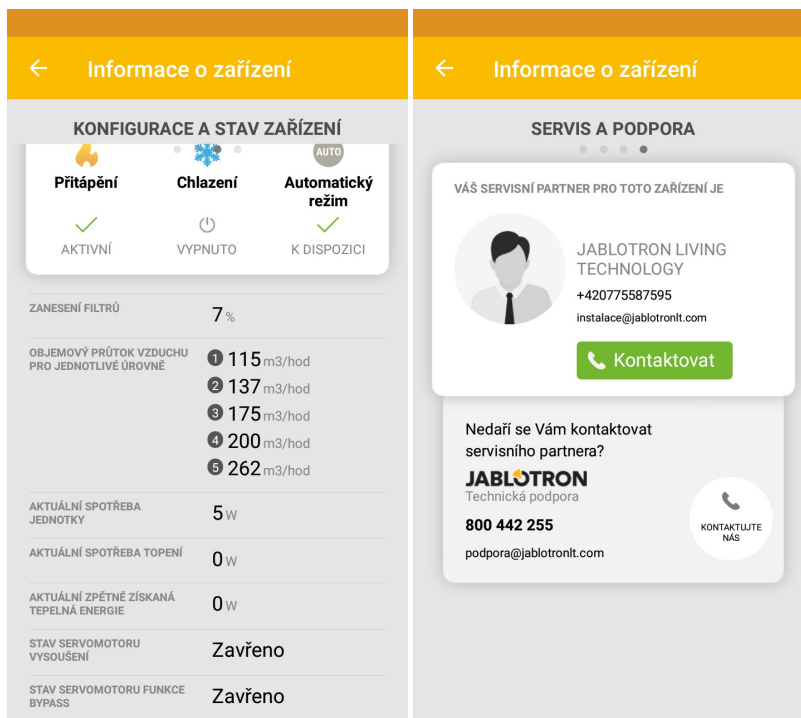 Informace o zařízení
KONFIGURACE A STAV ZAŘÍZENÍ
AUTO
Přitápění
Chlazení
Automatický
režim
AKTIVNÍ
VYPNUTO
K DISPOZICI
ZANESENÍ FILTRŮ
7 %
OBJEMOVÝ PRŮTOK VZDUCHU
PRO JEDNOTLIVÉ ÚROVNĚ
1 115 m3/hod
2 137 m3/hod
3 175 m3/hod
4 200 m3/hod
5 262 m3/hod
AKTUÁLNÍ SPOTŘEBA
JEDNOTKY
5 W
AKTUÁLNÍ SPOTŘEBA TOPENÍ
0 W
AKTUÁLNÍ ZPĚTNĚ ZÍSKANÁ
TEPELNÁ ENERGIE
0 W
STAV SERVOMOTORU
VYSOUŠENÍ
Zavřeno
STAV SERVOMOTORU FUNKCE
BYPASS
Zavřeno
Informace o zařízení
SERVIS A PODPORA
VÁŠ SERVISNÍ PARTNER PRO TOTO ZAŘÍZENÍ JE
JABLOTRON LIVING
TECHNOLOGY
+420775587595
instalace@jablotronlt.com
Kontaktovat
Nedaří se Vám kontaktovat
servisního partnera?
JABLOTRON
Technická podpora
800 442 255
podpora@jablotronlt.com
KONTAKTUJTE
NÁS